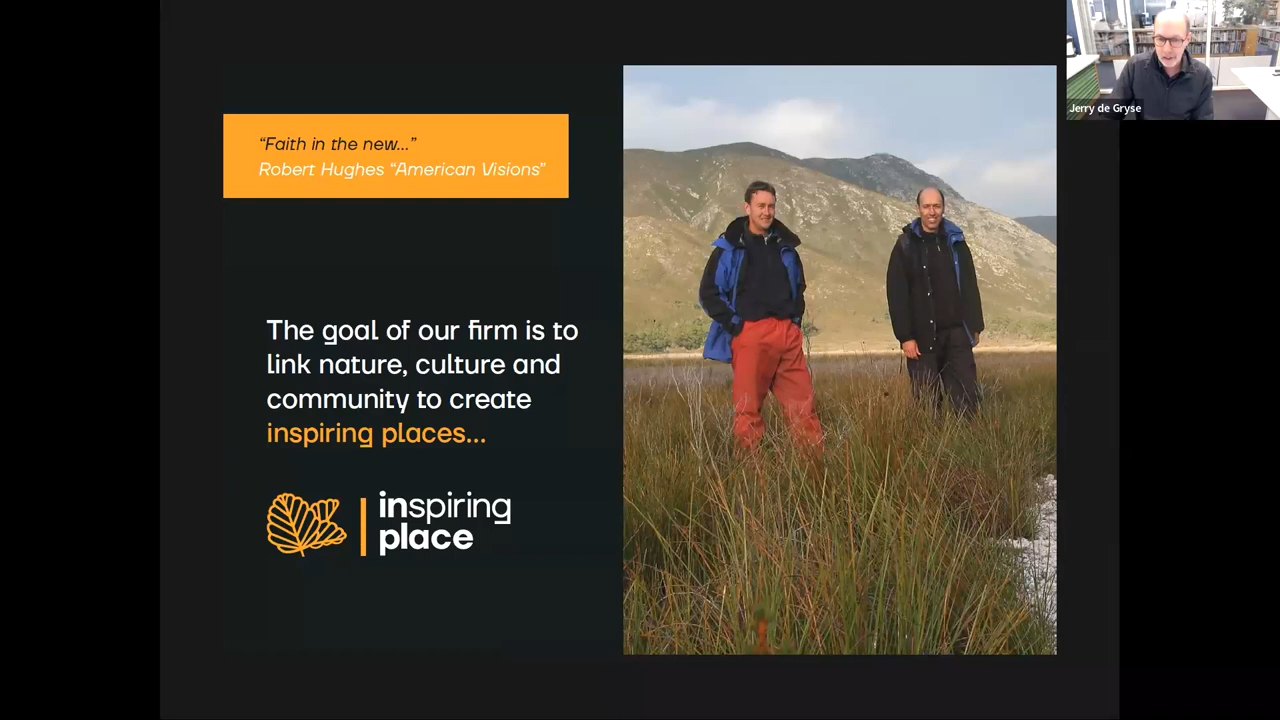 “Faith in the new...”
Robert Hughes “American Visions”
The goal of our firm is to
link nature, culture and
community to create
inspiring places...
inspiring
place
Jerry de Gryse